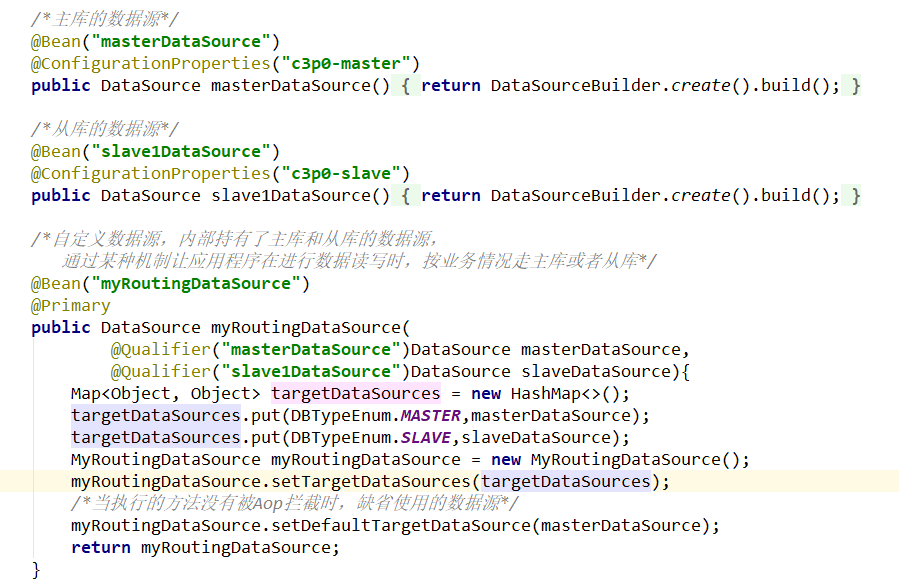 /*主库的数据源*/
@Bean("masterDataSource")
@ConfigurationProperties("c3p0-master")
public DataSource masterDataSource() { return DataSourceBuilder.create().build(); }
/*从库的数据源*/
@Bean("slave1DataSource")
@ConfigurationProperties("c3p0-slave")
public DataSource slave1DataSource() { return DataSourceBuilder.create().build(); }
/*自定义数据源，内部持有了主库和从库的数据源，
通过某种机制让应用程序在进行数据读写时，按业务情况走主库或者从库*/
@Bean("myRoutingDataSource")
@Primary
public DataSource myRoutingDataSource(
@Qualifier("masterDataSource")DataSource masterDataSource,
@Qualifier("slave1DataSource")DataSource slaveDataSource){
Map<Object, Object> targetDataSources = new HashMap<>();
targetDataSources.put(DBTypeEnum.MASTER,masterDataSource);
targetDataSources.put(DBTypeEnum.SLAVE,slaveDataSource);
MyRoutingDataSource myRoutingDataSource = new MyRoutingDataSource();
myRoutingDataSource.setTargetDataSources(targetDataSources);
/*当执行的方法没有被Aop拦截时，缺省使用的数据源*/
myRoutingDataSource.setDefaultTargetDataSource(masterDataSource);
return myRoutingDataSource;
}